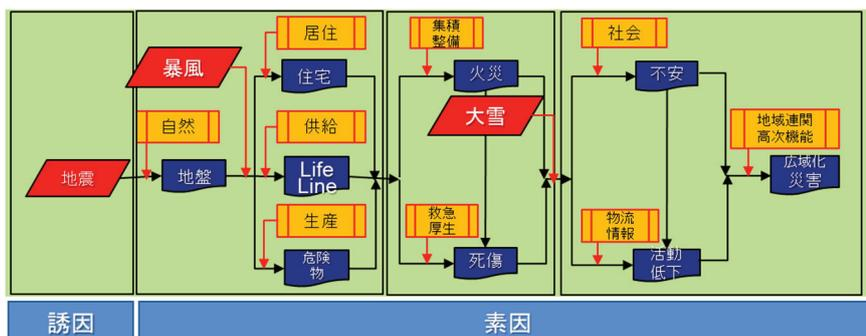 居住
集積
整備
社会
暴風
住宅
火災
不安
大雪
自然
供給
地域連関
高次機能
地震
地盤
Life
Line
広域化
災害
生産
救急
厚生
物流
情報
危険
物
死傷
活動
低下
誘因
素因